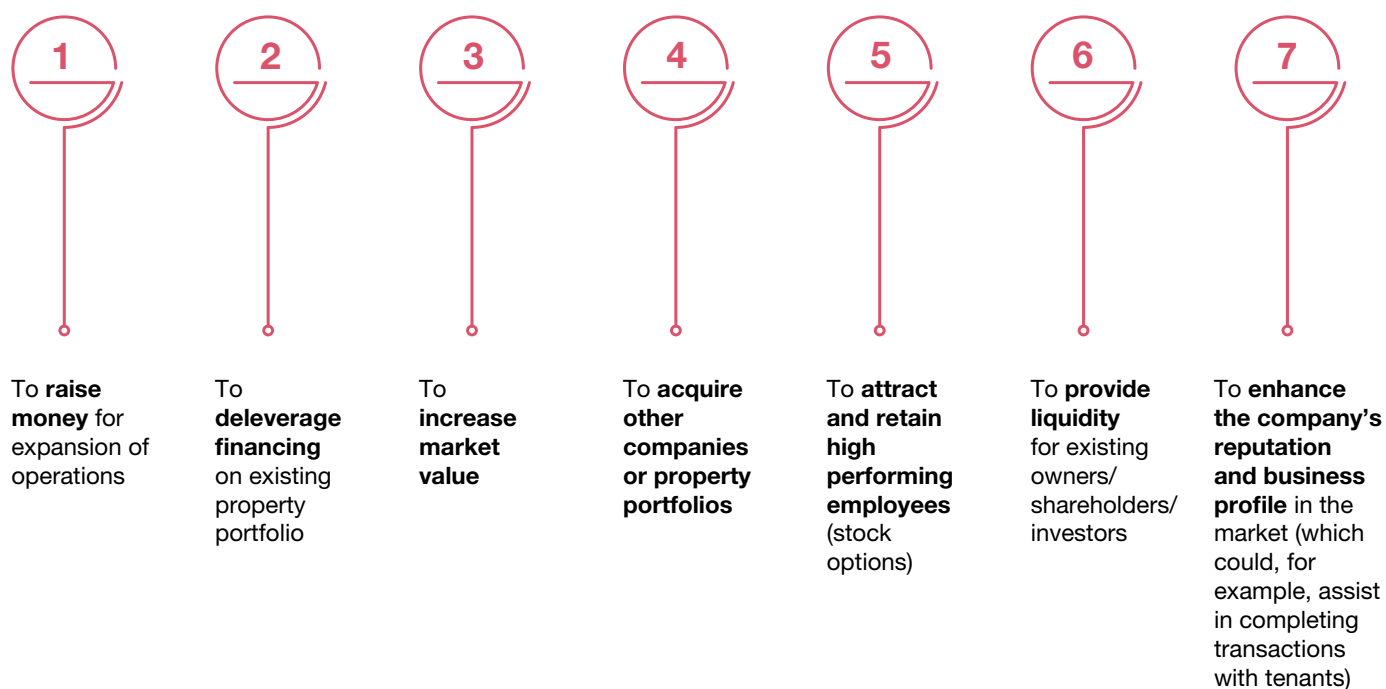 1
To raise
money for
expansion of
operations
2
To
deleverage
financing
on existing
property
portfolio
3
To
increase
market
value
4
To acquire
other
companies
or property
portfolios
5
To attract
and retain
high
performing
employees
(stock
options)
6
To provide
liquidity
for existing
owners/
shareholders/
investors
7
To enhance
the company’s
reputation
and business
profile in the
market (which
could, for
example, assist
in completing
transactions
with tenants)